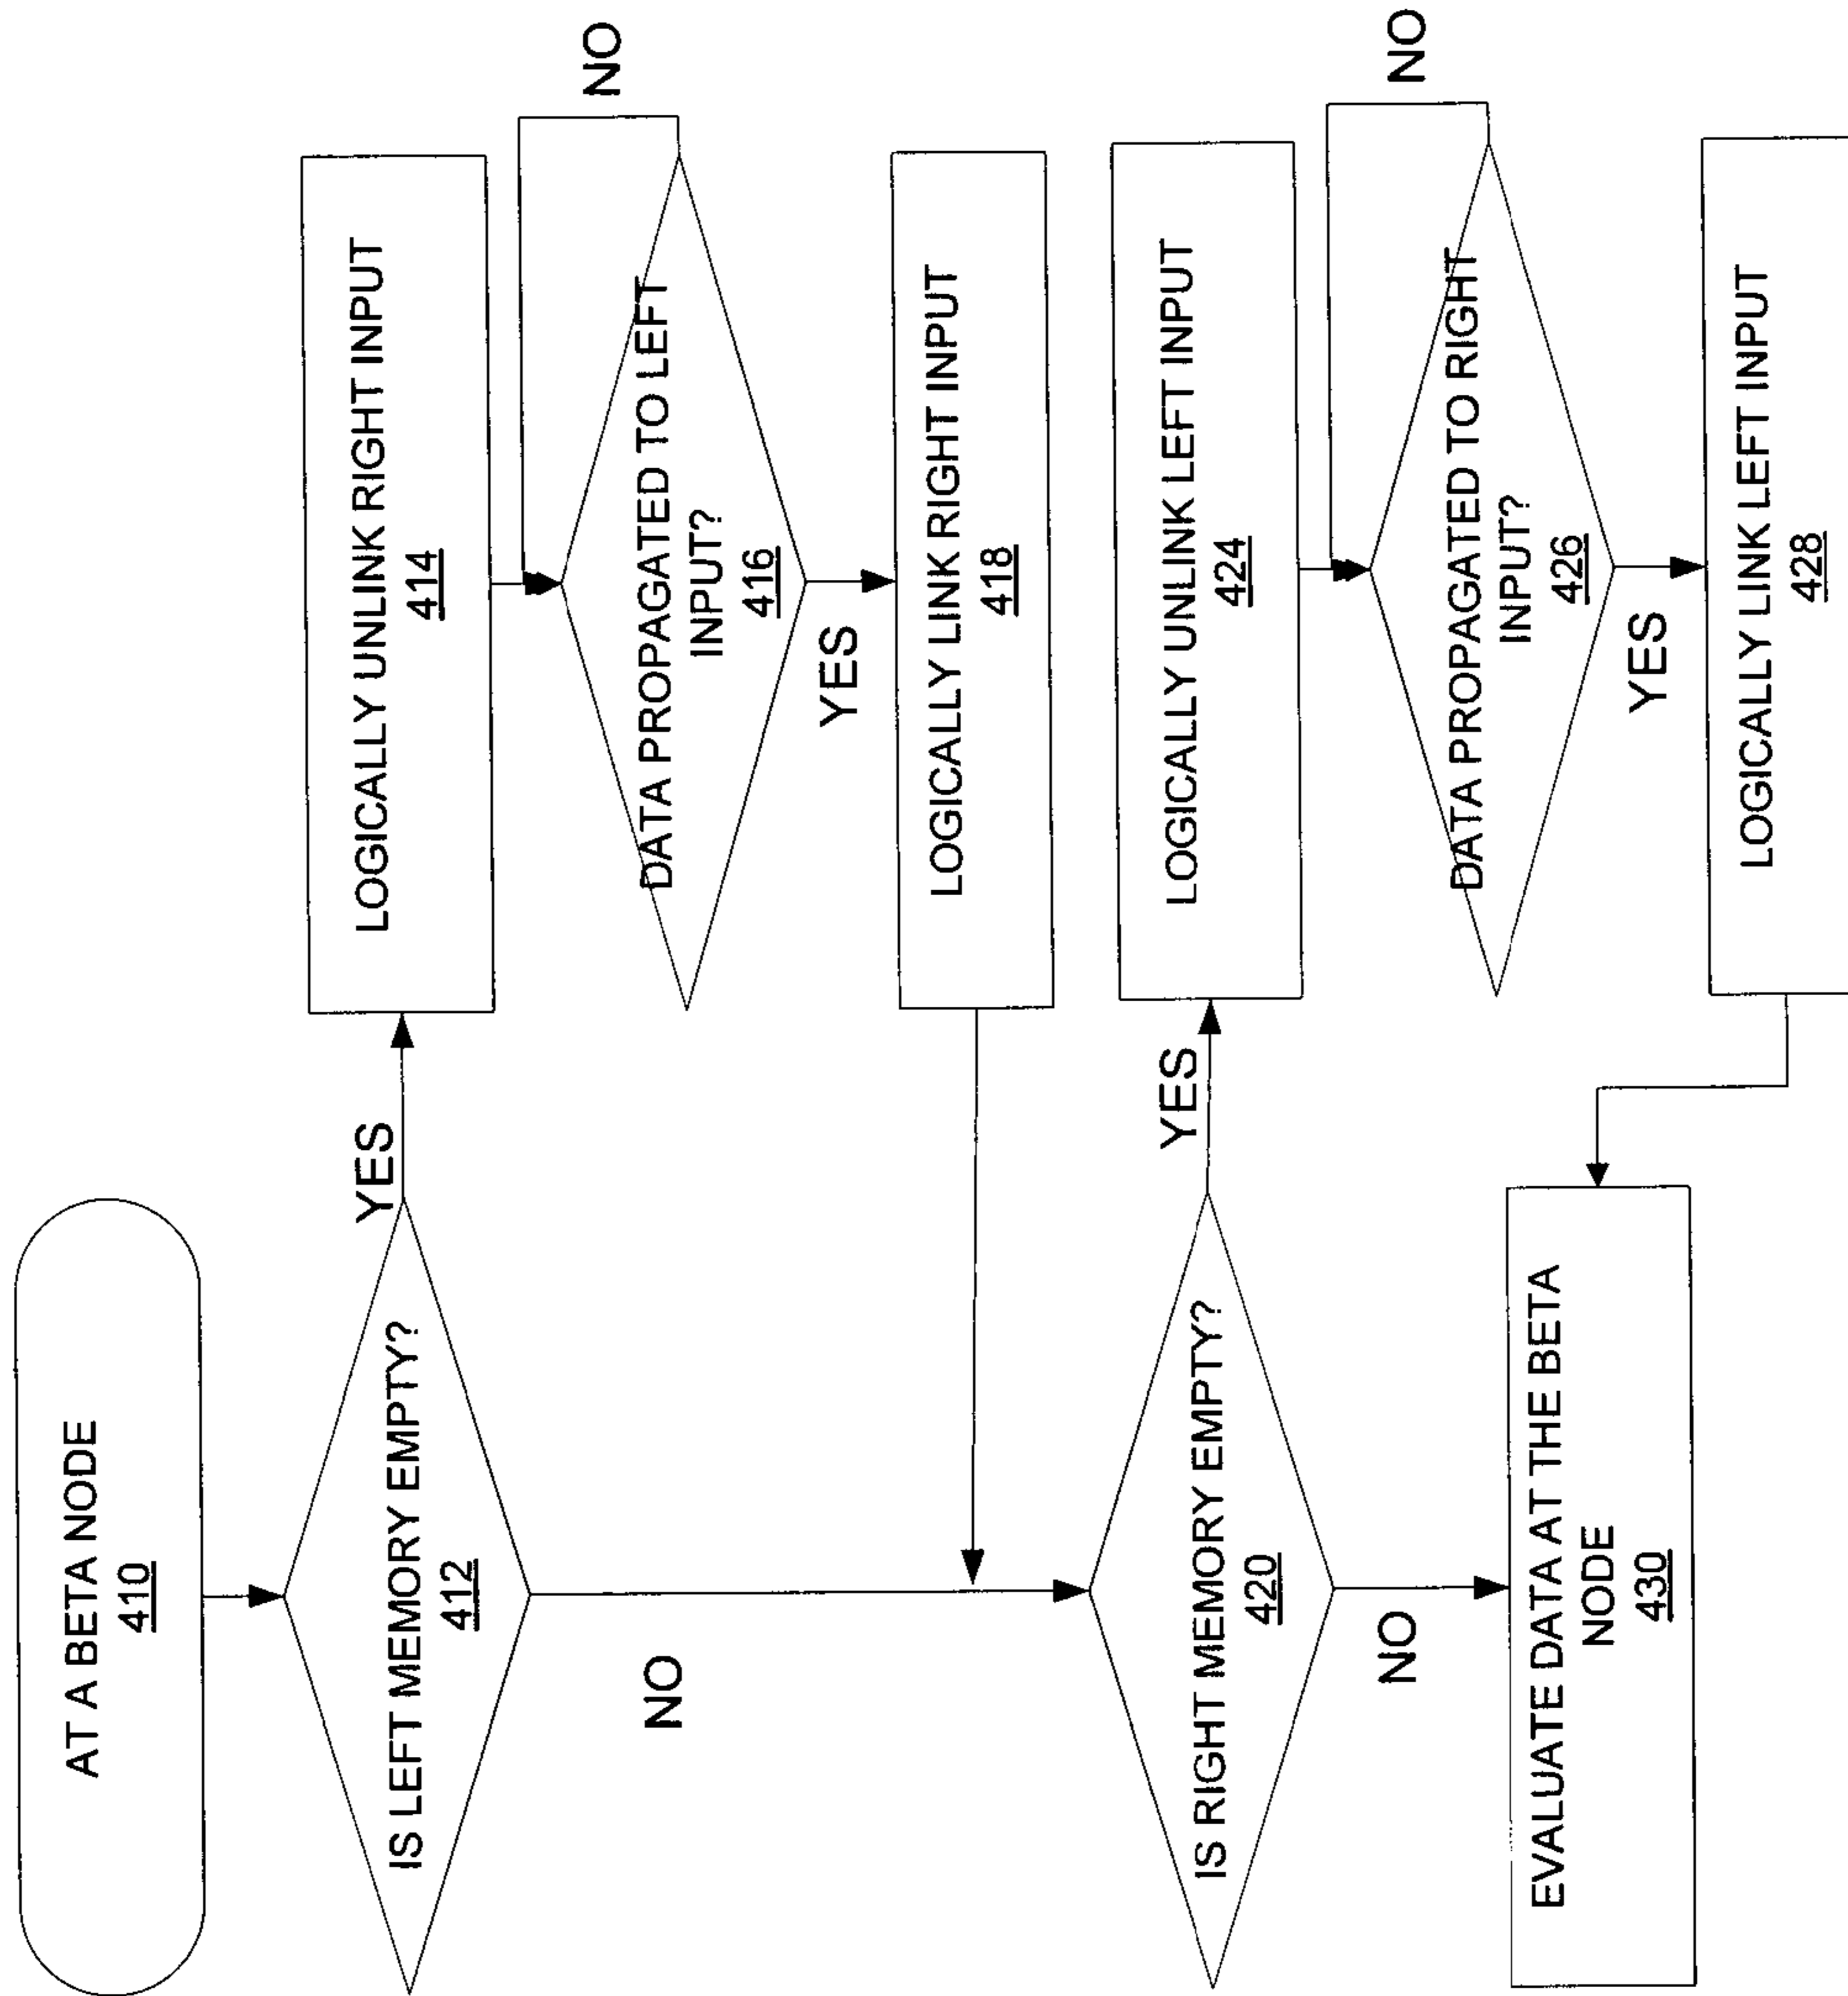 AT A BETA NODE
410
IS LEFT MEMORY EMPTY?
412
YES
LOGICALLY UNLINK RIGHT INPUT
414
NO
DATA PROPAGATED TO LEFT
INPUT?
416
YES
LOGICALLY LINK RIGHT INPUT
418
NO
IS RIGHT MEMORY EMPTY?
420
YES
LOGICALLY UNLINK LEFT INPUT
424
NO
DATA PROPAGATED TO RIGHT
INPUT?
426
YES
LOGICALLY LINK LEFT INPUT
428
NO
EVALUATE DATA AT THE BETA
NODE
430